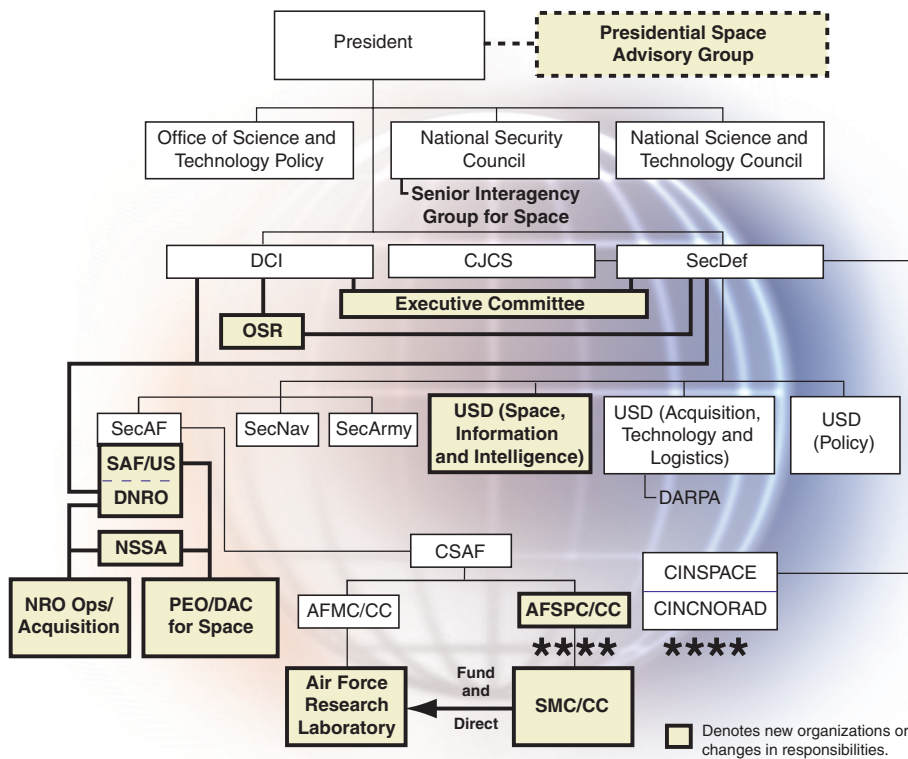 President
Presidential Space
Advisory Group
Office of Science and
Technology Policy
National Security
Council
National Science and
Technology Council
Senior Interagency
Group for Space
DCI
CJCS
SecDef
Executive Committee
OSR
SecAF
SecNav
SecArmy
USD (Space,
Information
and Intelligence)
USD (Acquisition,
Technology and
Logistics)
USD
(Policy)
DARPA
SAF/US
DNRO
NSSA
NRO Ops/
Acquisition
PEO/DAC
for Space
CSAF
AFMC/CC
AFSPC/CC
★★★★
CINSPACE
CINCNORAD
★★★★
Air Force
Research
Laboratory
Fund
and
Direct
SMC/CC
Denotes new organizations or
changes in responsibilities.